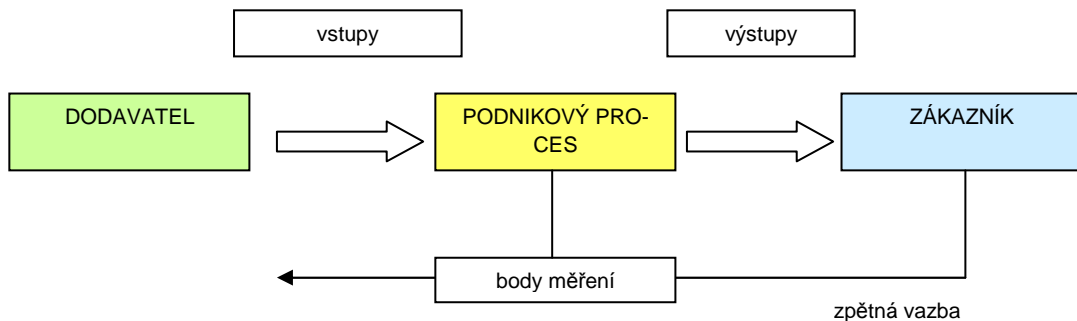 vstupy
výstupy
DODAVATEL
PODNIKOVÝ PRO-
CES
ZÁKAZNÍK
body měření
zpětná vazba